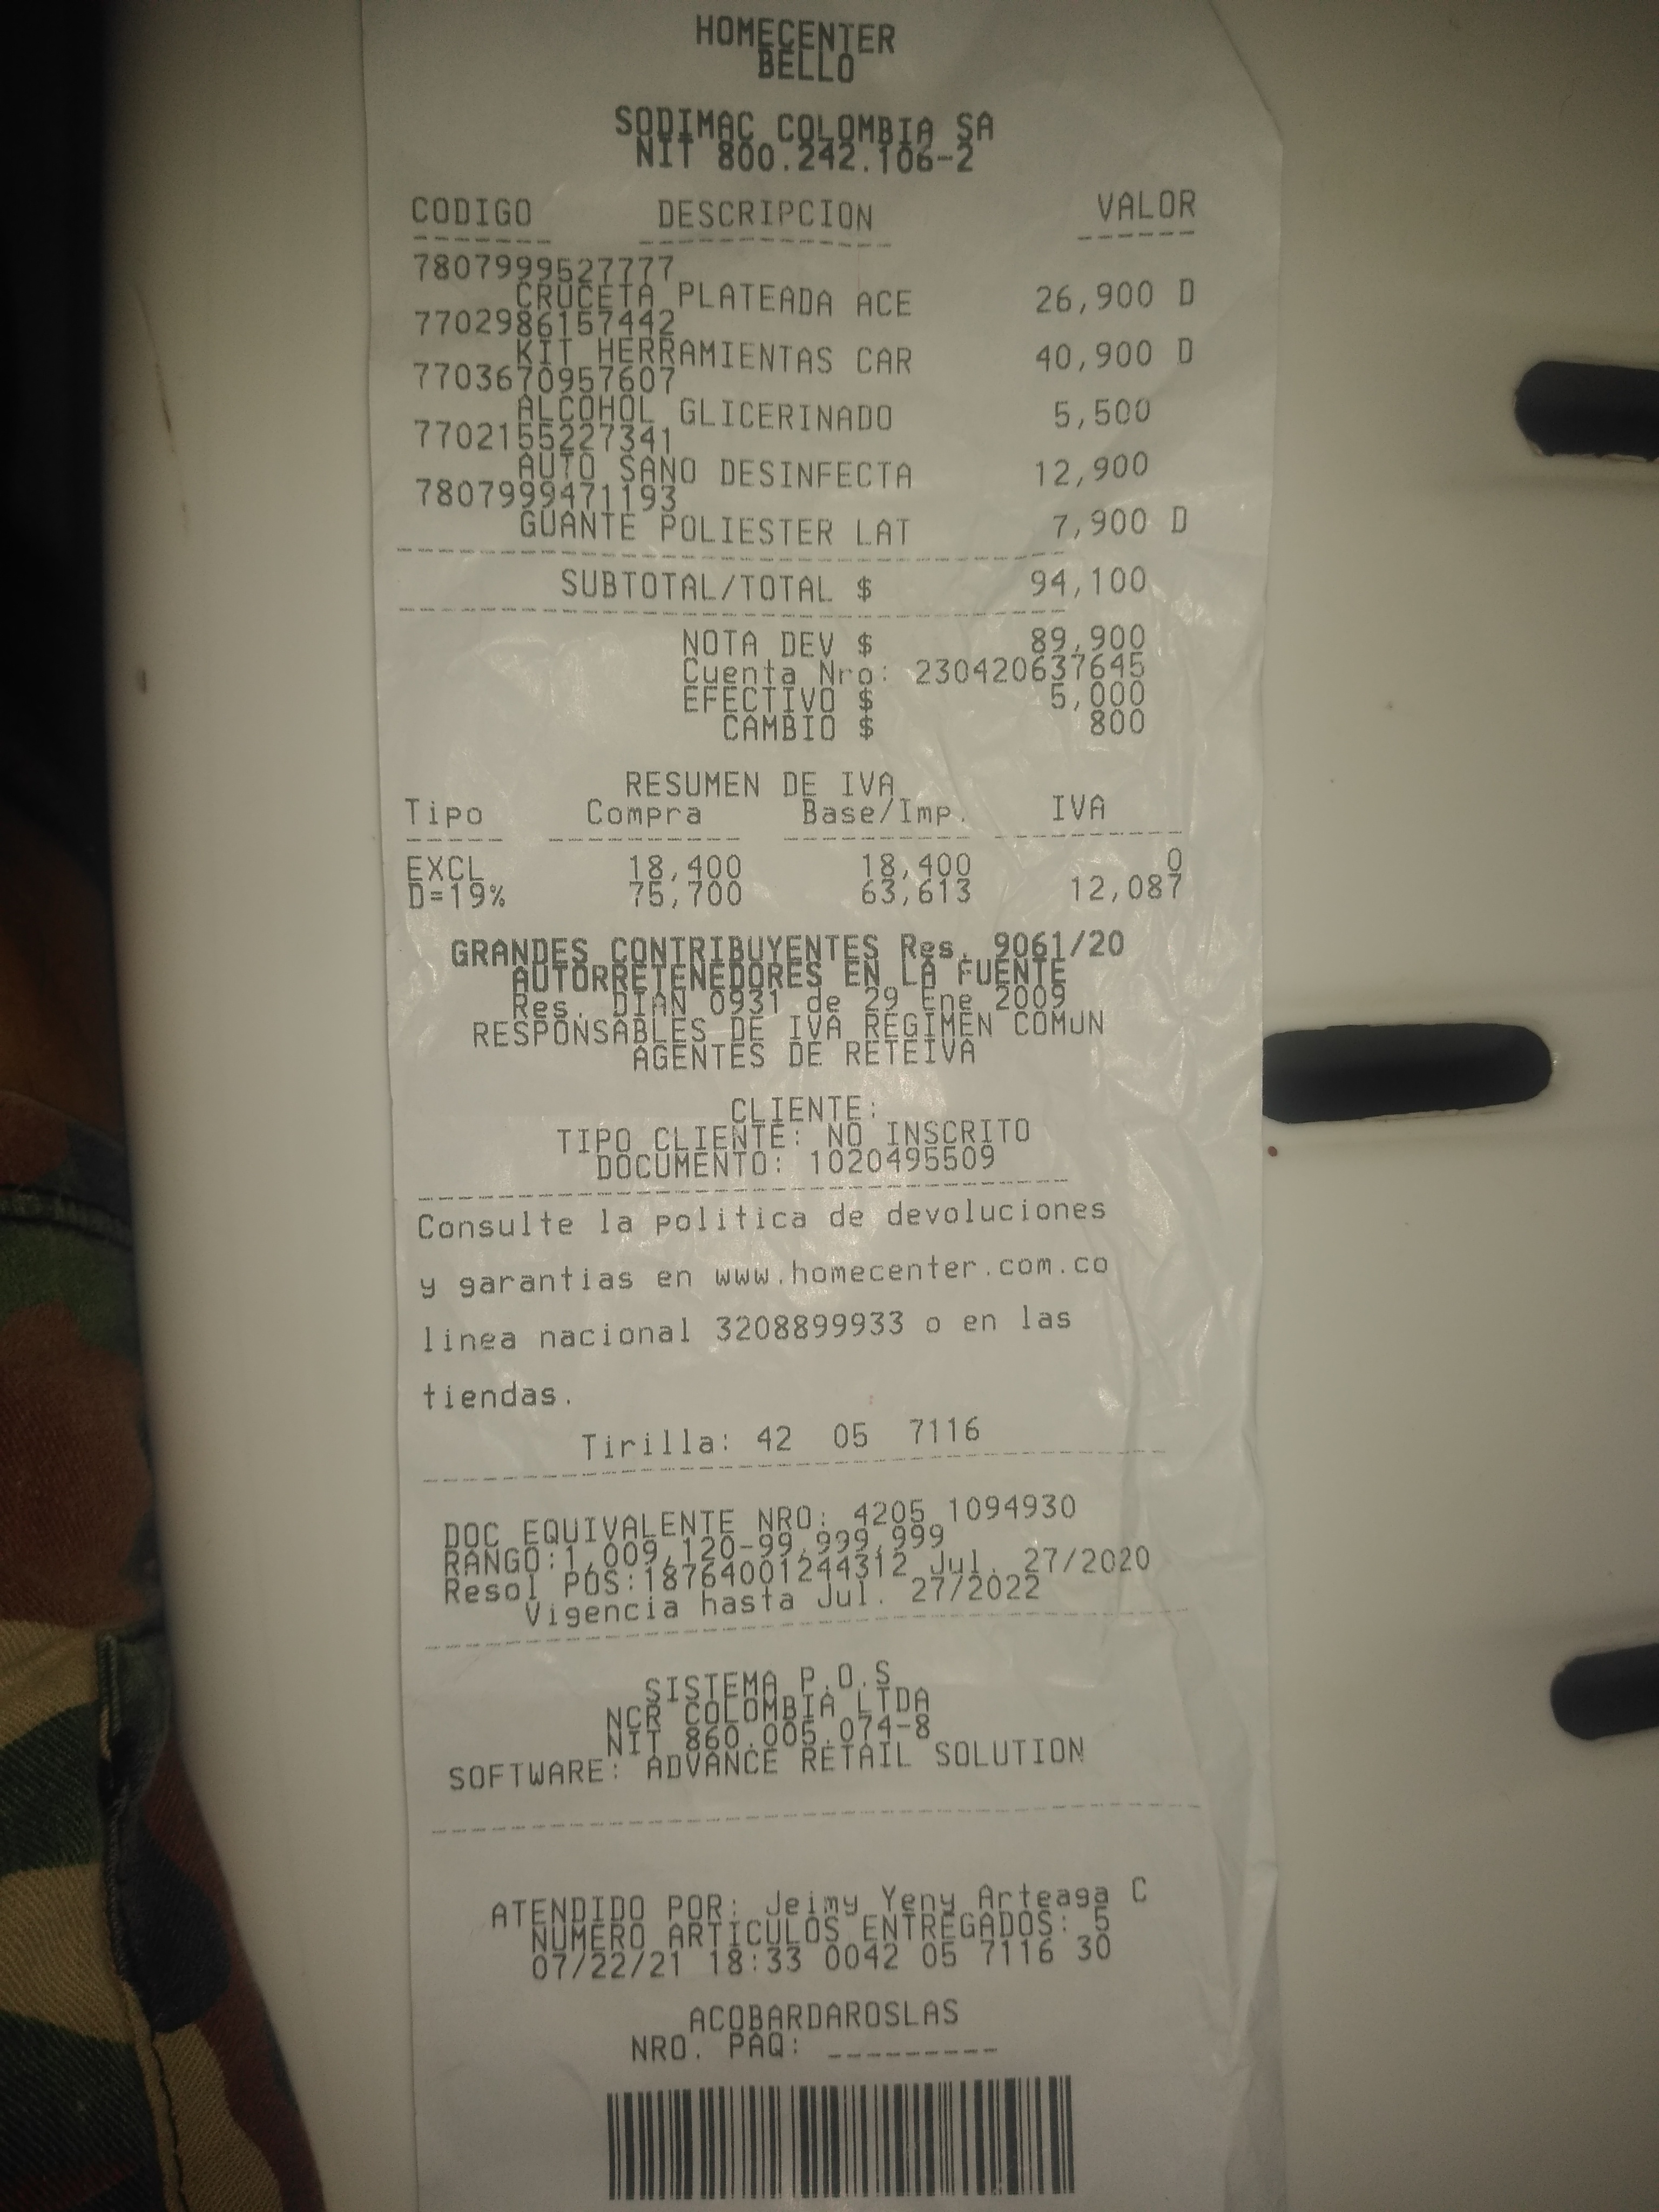 HOMECENTER
BELLO
SODIMAC COLOMBIA SA
NIT 800.242.106-2
CODIGO DESCRIPCION VALOR
7807999527777
CRUCETA PLATEADA ACE 26,900 D
7702986157442
KIT HERRAMIENTAS CAR 40,900 D
7703670957607
ALCOHOL GLICERINADO 5,500
7702155227341
AUTO SANO DESINFECTA 12,900
7807999471193
GUANTE POLIESTER LAT 7,900 D
SUBTOTAL/TOTAL $ 94,100
NOTA DEV $ 89,900
Cuenta Nro: 230420637645
EFECTIVO $ 5,000
CAMBIO $ 800
RESUMEN DE IVA
Tipo Compra Base/Imp. IVA
EXCL 18,400 18,400 0
D=19% 75,700 63,613 12,087
GRANDES CONTRIBUYENTES Res. 9061/20
AUTORRETENEDORES EN LA FUENTE
Res. DIAN 0931 de 29 Ene 2009
RESPONSABLES DE IVA REGIMEN COMUN
AGENTES DE RETEIVA
CLIENTE:
TIPO CLIENTE: NO INSCRITO
DOCUMENTO: 1020495509
Consulte la politica de devoluciones
y garantias en www.homecenter.com.co
linea nacional 3208899933 o en las
tiendas.
Tirilla: 42 05 7116
DOC EQUIVALENTE NRO: 4205 1094930
RANGO:1,009,120-99,999,999
Resol POS:18764001244312 Jul. 27/2020
Vigencia hasta Jul. 27/2022
SISTEMA P.O.S
NCR COLOMBIA LTDA
NIT 860.005.074-8
SOFTWARE: ADVANCE RETAIL SOLUTION
ATENDIDO POR: Jeimy Yeny Arteaga C
NUMERO ARTICULOS ENTREGADOS: 5
07/22/21 18:33 0042 05 7116 30
ACOBARDAROSLAS
NRO. PAQ: _________